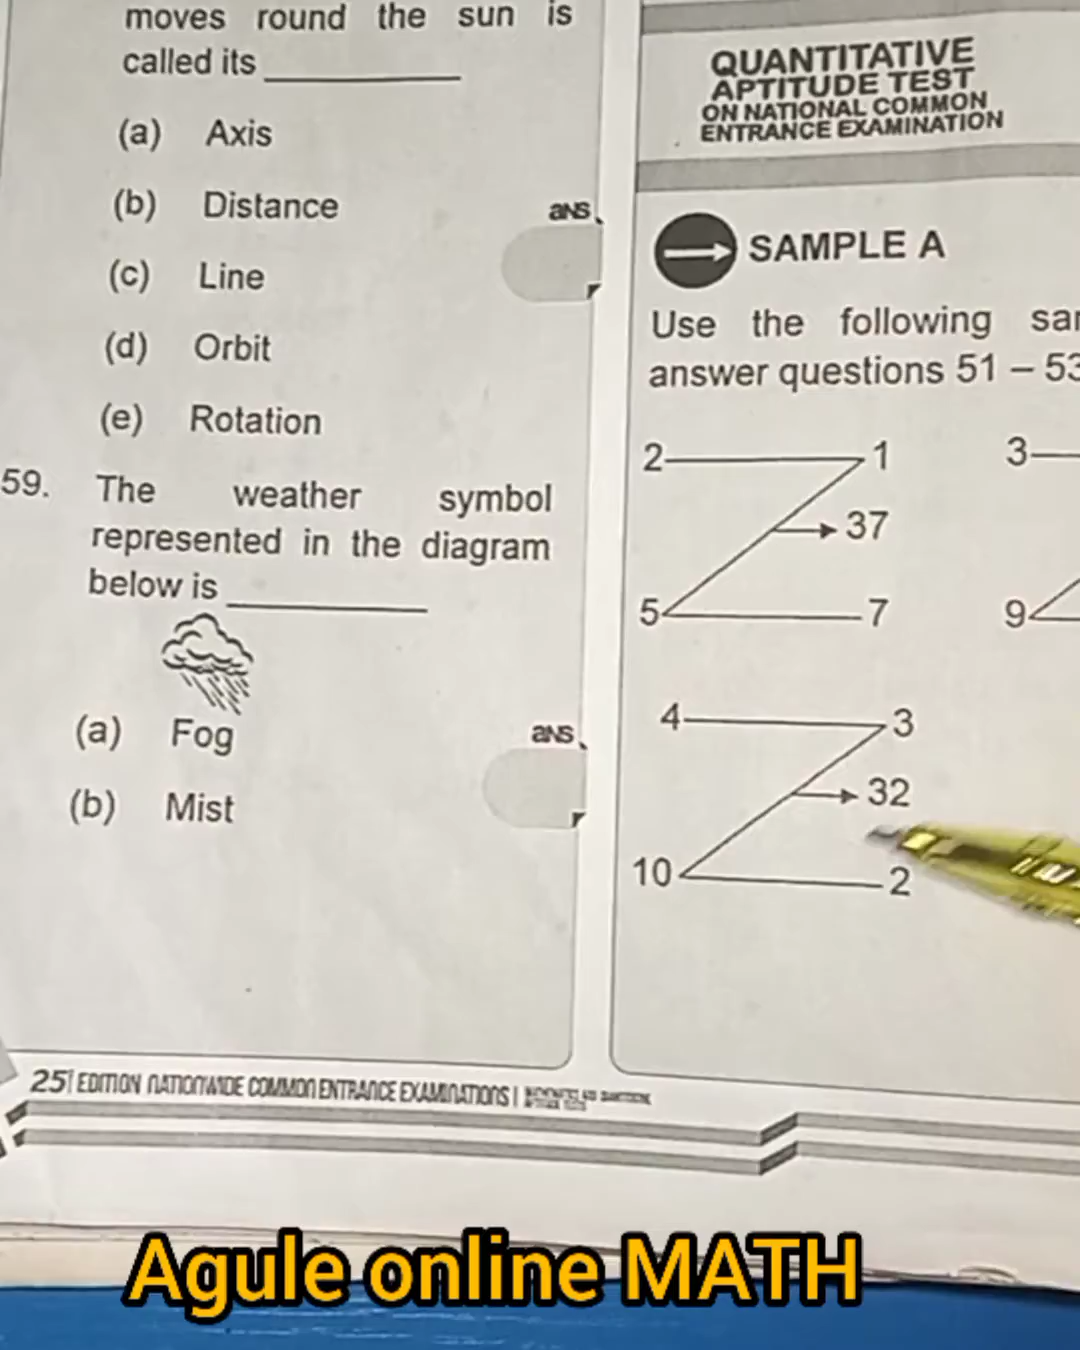 moves round the sun is
called its
(a) Axis
(b) Distance
ANS
(c) Line
(d) Orbit
(e) Rotation
59. The weather symbol
represented in the diagram
below is
(a) Fog
ANS
(b) Mist
QUANTITATIVE
APTITUDE TEST
ON NATIONAL COMMON
ENTRANCE EXAMINATION
SAMPLE A
Use the following
answer questions 51 – 53
2 1
37
5 7
3
9
4 3
32
10 2
25 | EDITION NATIONWIDE COMMON ENTRANCE EXAMINATIONS |
Agule online MATH